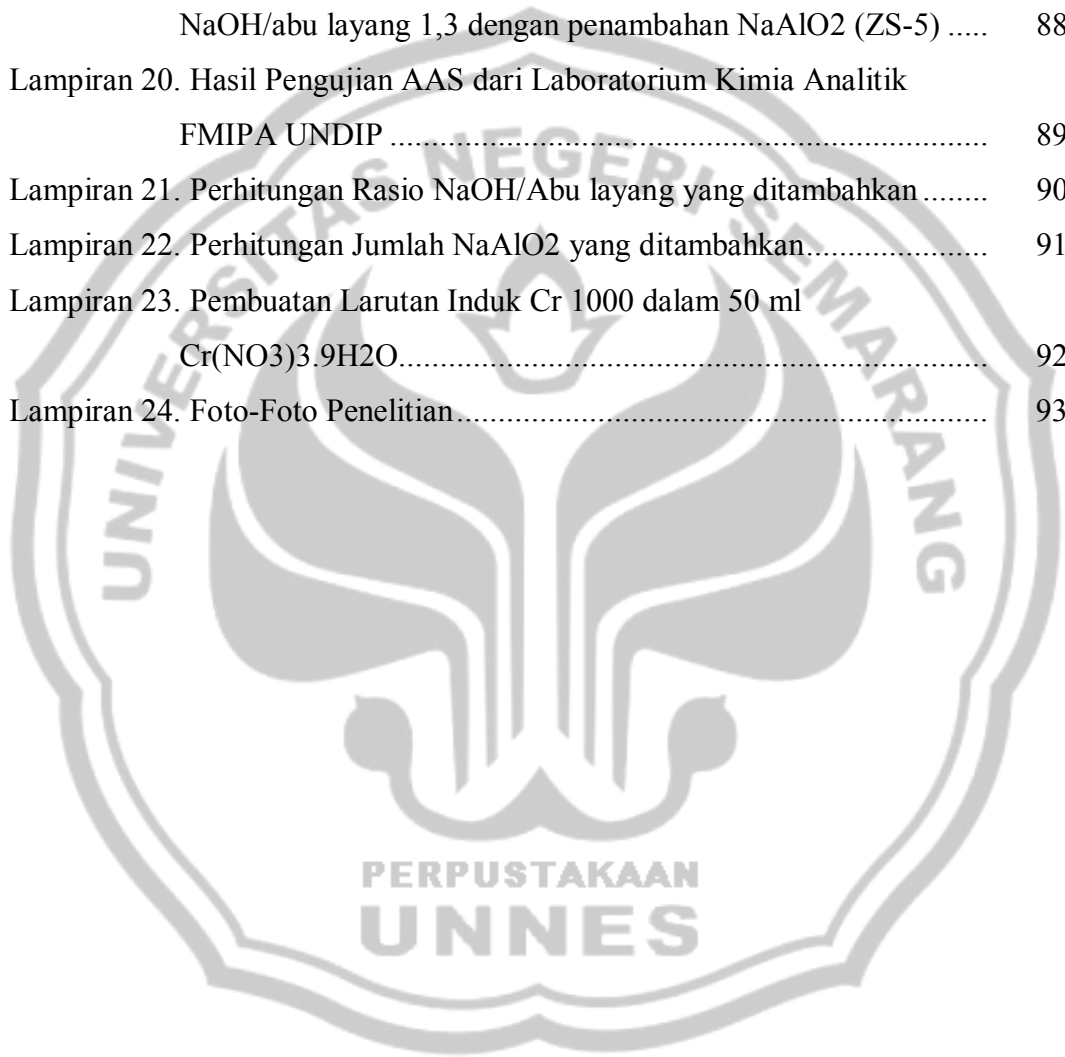 NaOH/abu layang 1,3 dengan penambahan NaAlO2 (ZS-5) ..... 88
Lampiran 20. Hasil Pengujian AAS dari Laboratorium Kimia Analitik
FMIPA UNDIP .......................................................................... 89
Lampiran 21. Perhitungan Rasio NaOH/Abu layang yang ditambahkan ........ 90
Lampiran 22. Perhitungan Jumlah NaAlO2 yang ditambahkan...................... 91
Lampiran 23. Pembuatan Larutan Induk Cr 1000 dalam 50 ml
Cr(NO3)3.9H2O........................................................................ 92
Lampiran 24. Foto-Foto Penelitian................................................................. 93
UNIVERSITAS NEGERI SEMARANG
PERPUSTAKAAN
UNNES